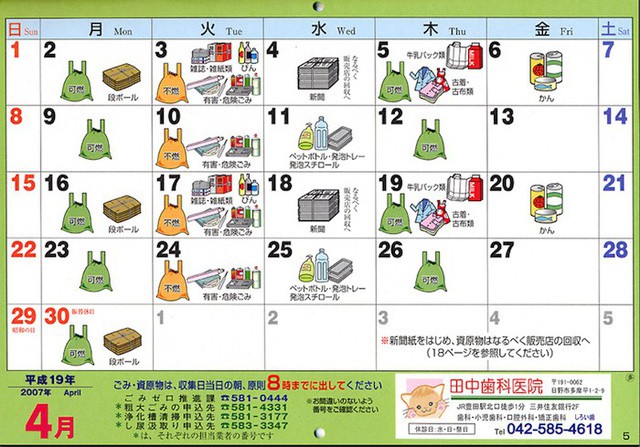 日 Sun 月 Mon 火 Tue 水 Wed 木 Thu 金 Fri 土 Sat
1 2 3 4 5 6 7
可燃 段ボール
雑誌・雑紙類 びん
不燃 有害・危険ごみ
新聞 なるべく販売店の回収へ
牛乳パック類
可燃 古着・古布類
かん
8 9 10 11 12 13 14
可燃
不燃 有害・危険ごみ
ペットボトル・発泡トレー
発泡スチロール
可燃
15 16 17 18 19 20 21
可燃 段ボール
雑誌・雑紙類 びん
不燃 有害・危険ごみ
新聞 なるべく販売店の回収へ
牛乳パック類
可燃 古着・古布類
かん
22 23 24 25 26 27 28
可燃
不燃 有害・危険ごみ
ペットボトル・発泡トレー
発泡スチロール
可燃
29 昭和の日 30 振替休日 1 2 3 4 5
可燃 段ボール
※新聞紙をはじめ、資原物はなるべく販売店の回収へ
(18ページを参照してください)
平成19年
2007年 April
4月
ごみ・資原物は、収集日当日の朝、原則8時までに出してください
ごみゼロ推進課 ☎581-0444
*粗大ごみの申込先 ☎581-4331
*浄化槽清掃申込先 ☎581-3177
*し尿汲取り申込先 ☎583-3347
*は、それぞれの担当業者の番号です
※お間違いのないよう
番号をご確認ください
田中歯科医院
〒191-0062
日野市多摩平1-2-9
JR豊田駅北口徒歩1分 三井住友銀行2F
歯科・小児歯科・口腔外科・矯正歯科
休診日:水・日・祭日
しろい歯
Tel 042-585-4618
5